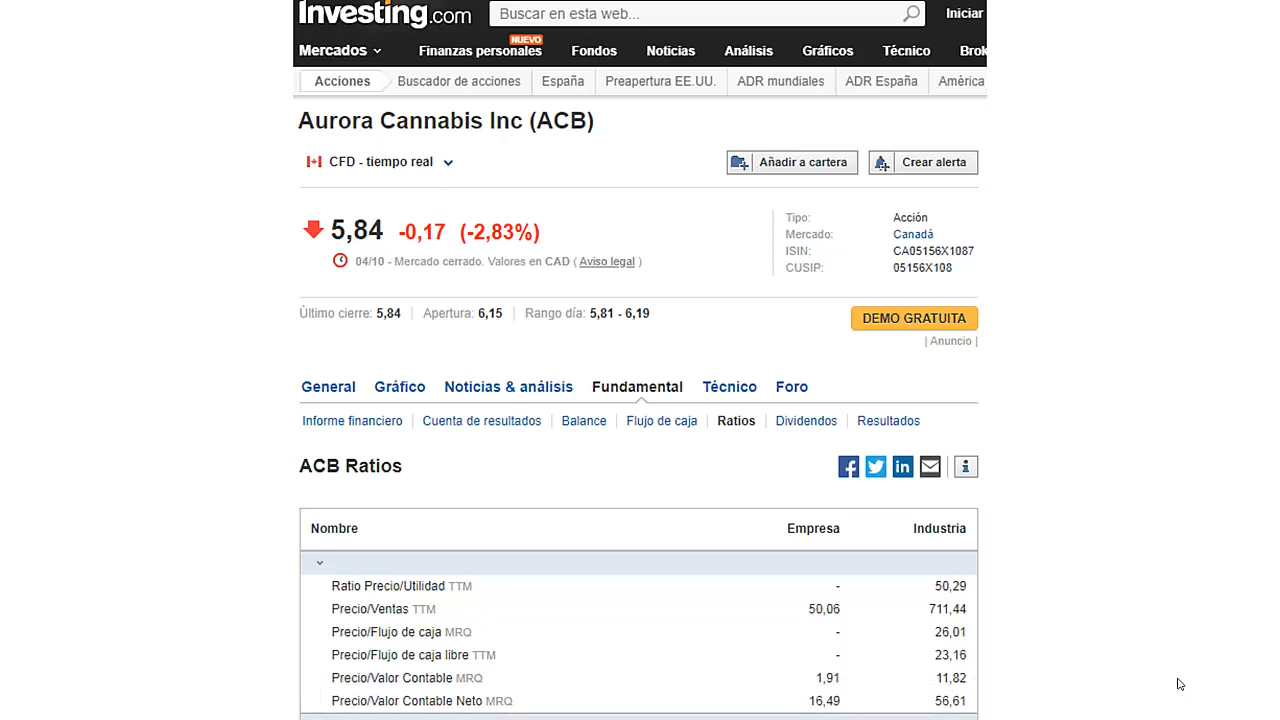 Investing.com
Buscar en esta web...
Iniciar
Mercados
Finanzas personales
NUEVO
Fondos
Noticias
Análisis
Gráficos
Técnico
Brok
Acciones
Buscador de acciones
España
Preapertura EE.UU.
ADR mundiales
ADR España
América
Aurora Cannabis Inc (ACB)
CFD - tiempo real
Añadir a cartera
Crear alerta
5,84 -0,17 (-2,83%)
04/10 - Mercado cerrado. Valores en CAD ( Aviso legal )
Tipo: Acción
Mercado: Canadá
ISIN: CA05156X1087
CUSIP: 05156X108
Último cierre: 5,84 | Apertura: 6,15 | Rango día: 5,81 - 6,19
DEMO GRATUITA
| Anuncio |
General Gráfico Noticias & análisis Fundamental Técnico Foro
Informe financiero | Cuenta de resultados | Balance | Flujo de caja | Ratios | Dividendos | Resultados
ACB Ratios
Nombre Empresa Industria
Ratio Precio/Utilidad TTM - 50,29
Precio/Ventas TTM 50,06 711,44
Precio/Flujo de caja MRQ - 26,01
Precio/Flujo de caja libre TTM - 23,16
Precio/Valor Contable MRQ 1,91 11,82
Precio/Valor Contable Neto MRQ 16,49 56,61